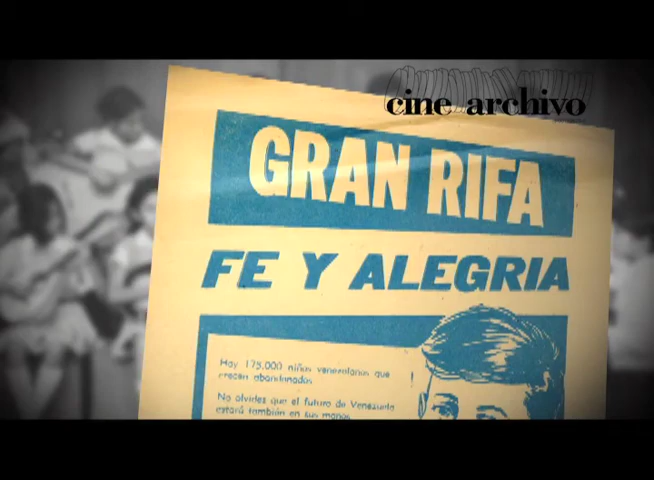 cine archivo
GRAN RIFA
FE Y ALEGRIA
Hay 175.000 niños venezolanos que
crecen abandonados
No olvides que el futuro de Venezuela
estará también en sus manos